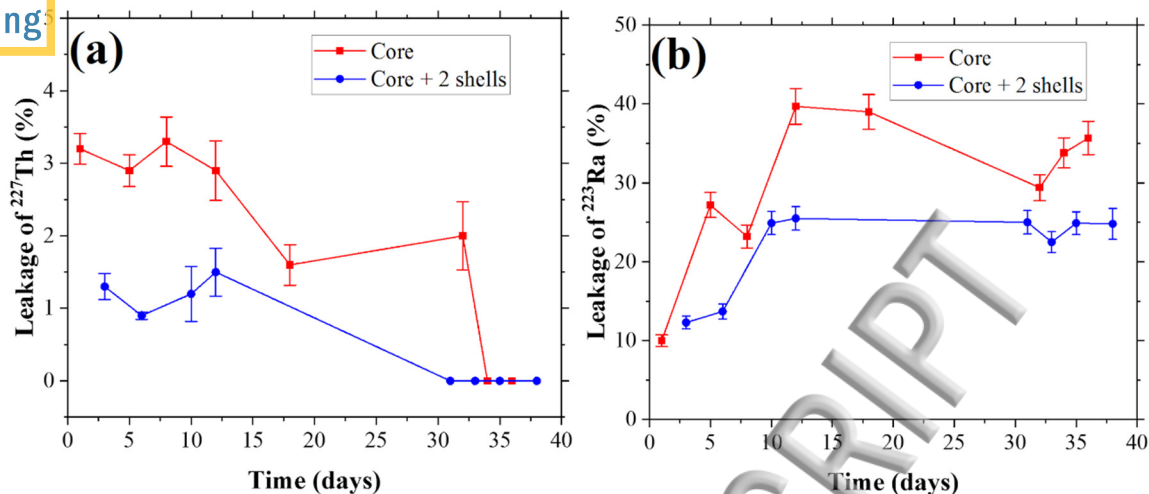 ng
(a)
Core
Core + 2 shells
Leakage of ²²⁷Th (%)
5
4
3
2
1
0
0 5 10 15 20 25 30 35 40
Time (days)
(b)
Core
Core + 2 shells
Leakage of ²²³Ra (%)
50
40
30
20
10
0
0 5 10 15 20 25 30 35 40
Time (days)
RIPT